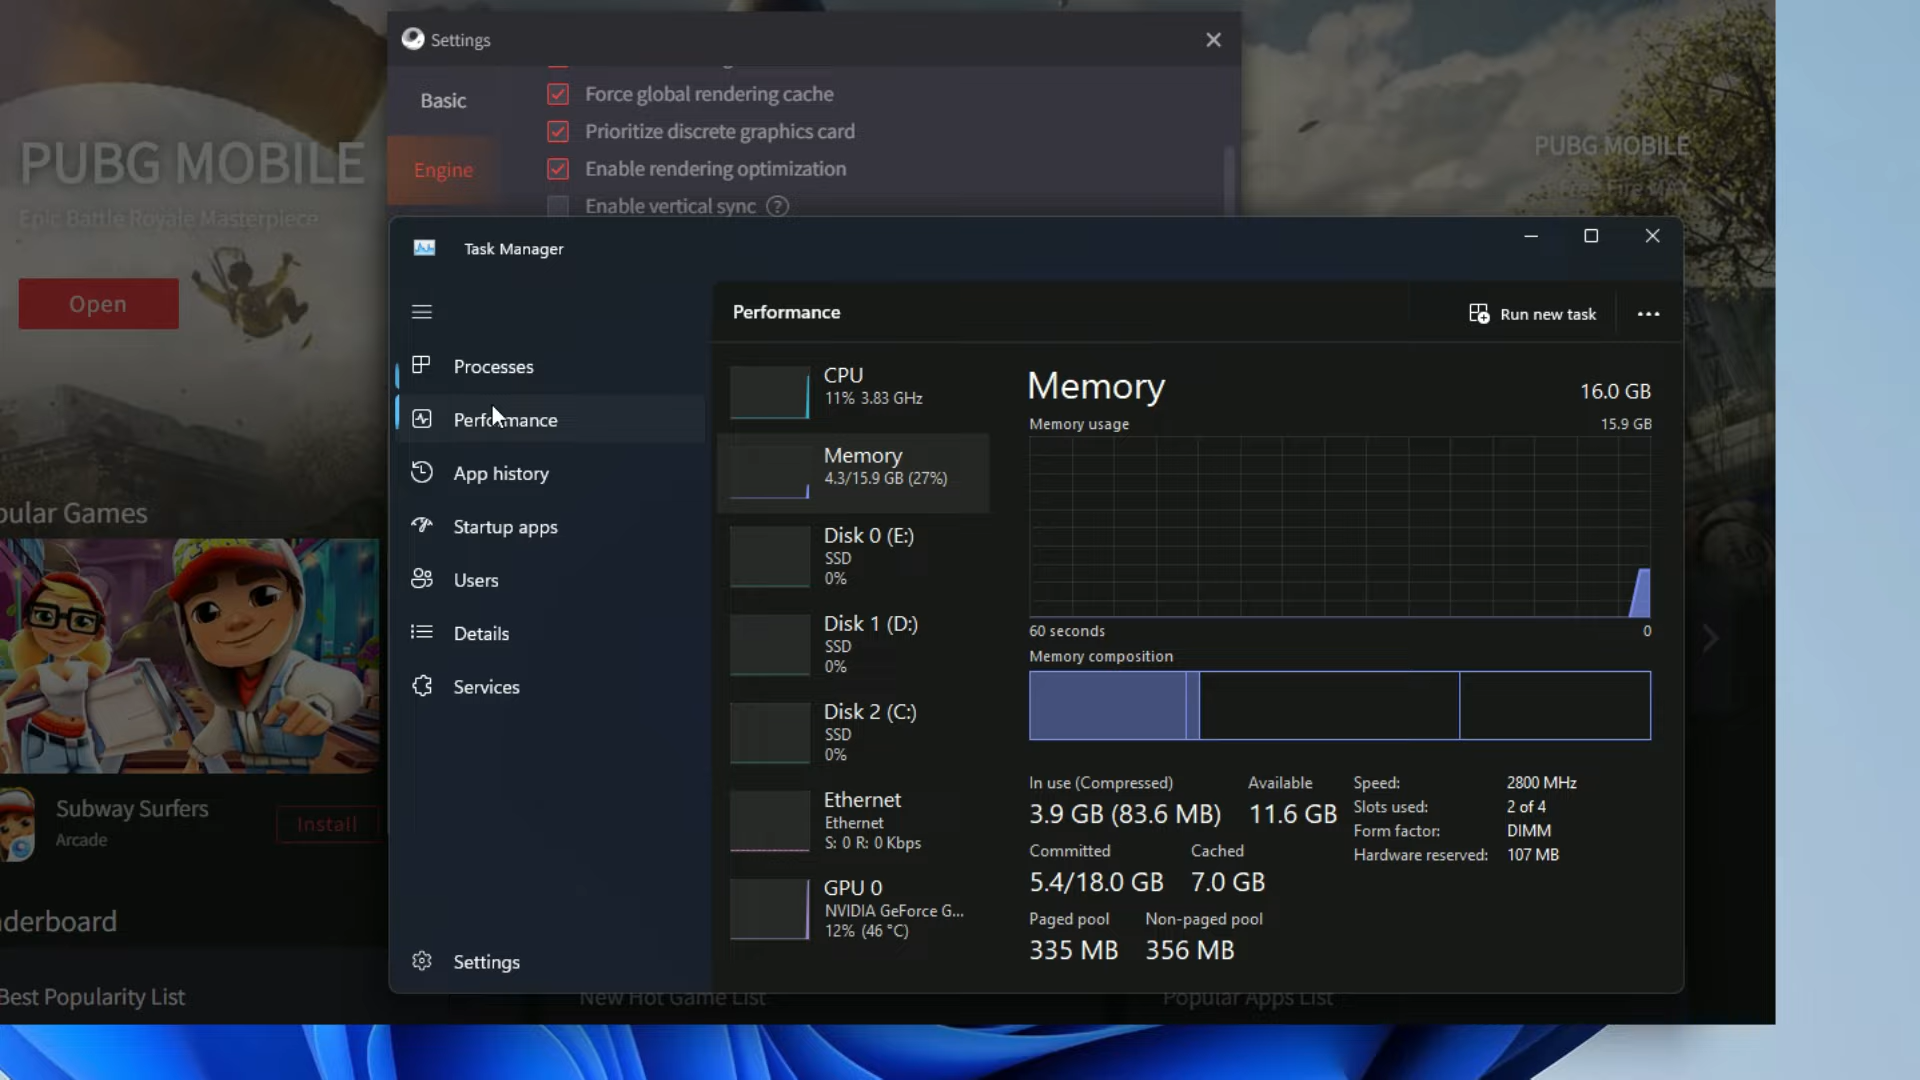 Settings
Basic
Engine
Force global rendering cache
Prioritize discrete graphics card
Enable rendering optimization
Enable vertical sync ?
PUBG MOBILE
Epic Battle Royale Masterpiece
Open
PUBG MOBILE
Free Fire MAX
pular Games
Subway Surfers
Arcade
Install
derboard
Best Popularity List
New Hot Game List
Popular Apps List
Task Manager
Processes
Performance
App history
Startup apps
Users
Details
Services
Settings
Performance
Run new task
CPU
11% 3.83 GHz
Memory
4.3/15.9 GB (27%)
Disk 0 (E:)
SSD
0%
Disk 1 (D:)
SSD
0%
Disk 2 (C:)
SSD
0%
Ethernet
Ethernet
S: 0 R: 0 Kbps
GPU 0
NVIDIA GeForce G...
12% (46 °C)
Memory 16.0 GB
Memory usage 15.9 GB
60 seconds 0
Memory composition
In use (Compressed) Available
3.9 GB (83.6 MB) 11.6 GB
Committed Cached
5.4/18.0 GB 7.0 GB
Paged pool Non-paged pool
335 MB 356 MB
Speed: 2800 MHz
Slots used: 2 of 4
Form factor: DIMM
Hardware reserved: 107 MB